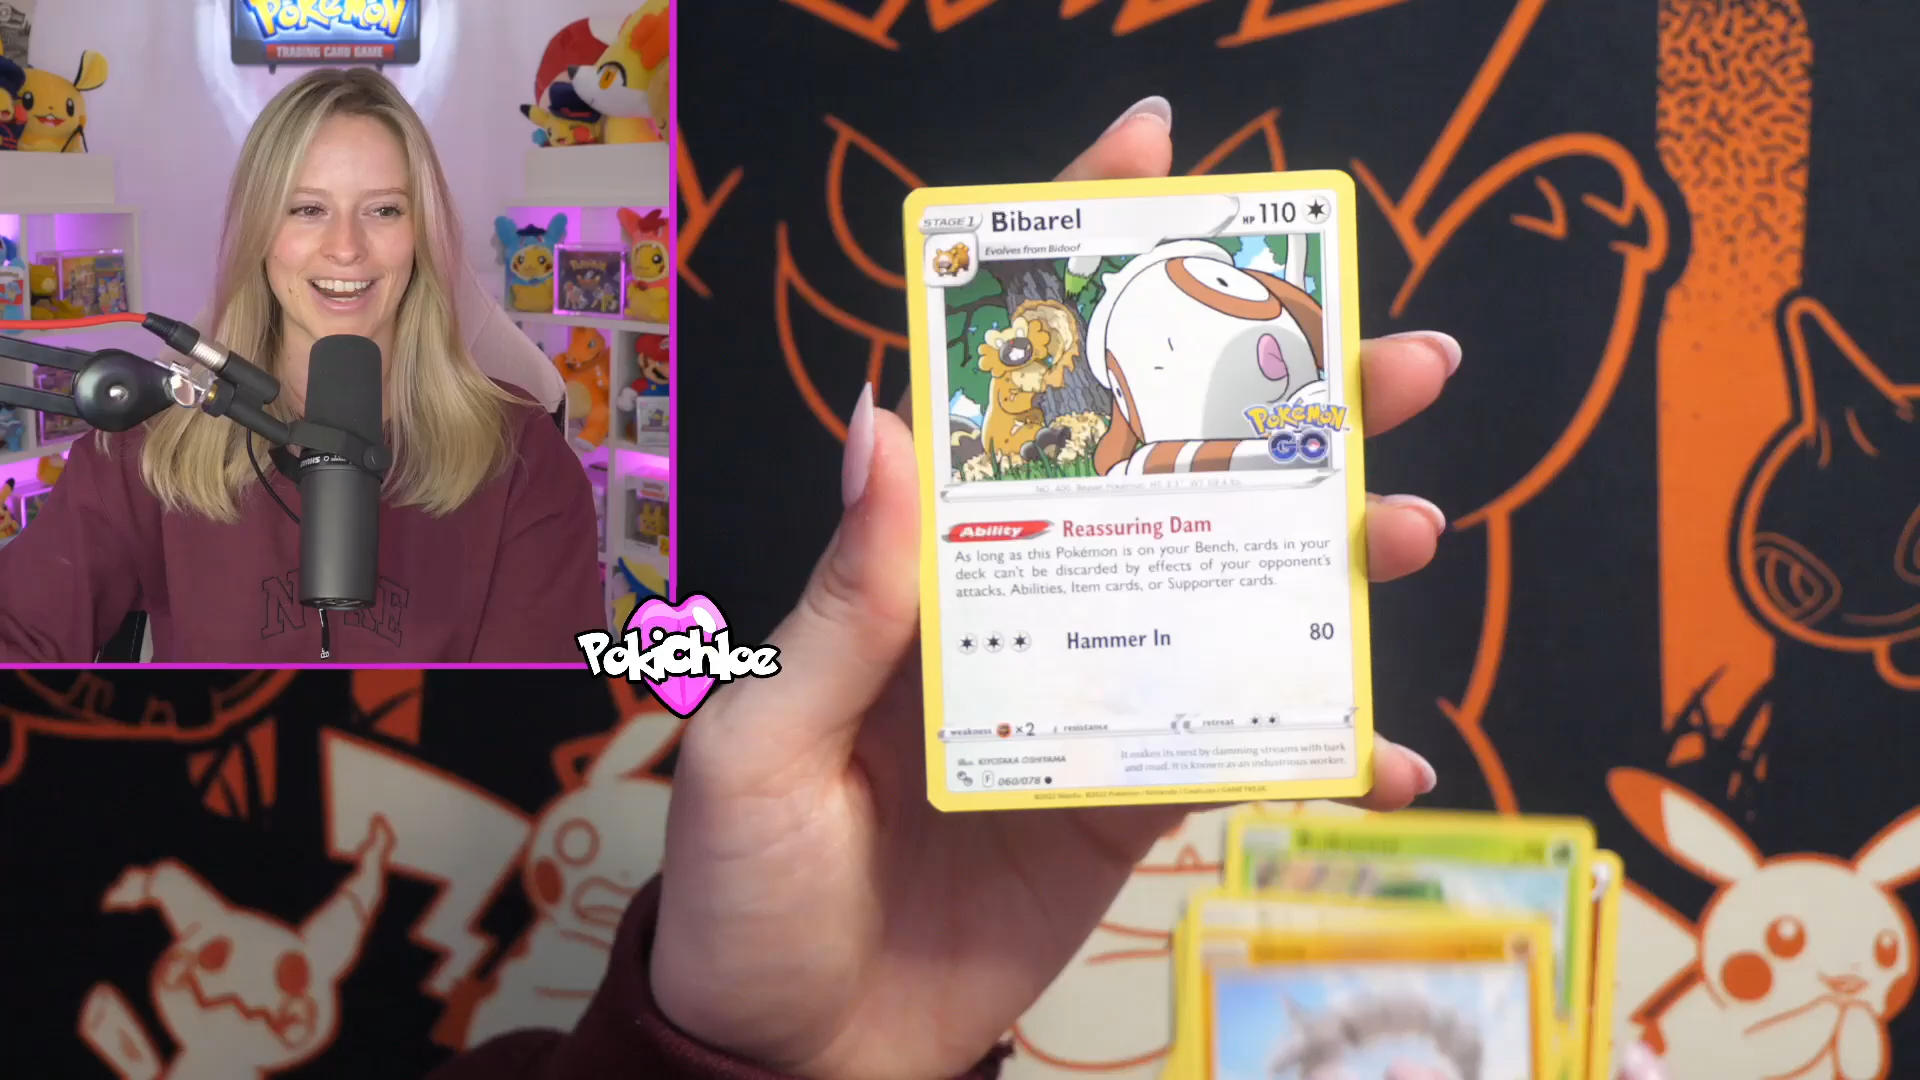 Pokémon
TRADING CARD GAME
SHURE
PokiChloe
STAGE 1
Bibarel
HP 110
Evolves from Bidoof
POKÉMON
GO
Ability
Reassuring Dam
As long as this Pokémon is on your Bench, cards in your
deck can't be discarded by effects of your opponent's
attacks, Abilities, Item cards, or Supporter cards.
Hammer In
80
weakness ×2
resistance
retreat
It makes its nest by damming streams with bark
and mud. It is known as an industrious worker.
Illus. KIYOTAKA OSHIYAMA
F 060/078